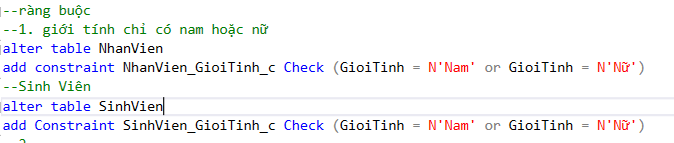 --ràng buộc
--1. giới tính chỉ có nam hoặc nữ
alter table NhanVien
add constraint NhanVien_GioiTinh_c Check (GioiTinh = N'Nam' or GioiTinh = N'Nữ')
--Sinh Viên
alter table SinhVien
add Constraint SinhVien_GioiTinh_c Check (GioiTinh = N'Nam' or GioiTinh = N'Nữ')